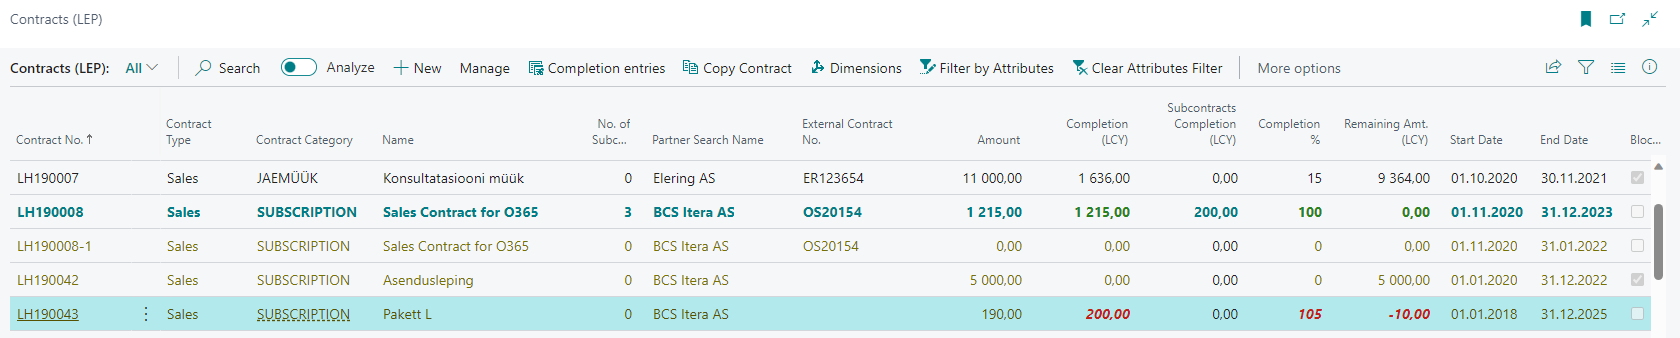 Contracts (LEP)
Contracts (LEP): All Search Analyze New Manage Completion entries Copy Contract Dimensions Filter by Attributes Clear Attributes Filter More options
Contract No. ↑ Contract Type Contract Category Name No. of Subc... Partner Search Name External Contract No. Amount Completion (LCY) Subcontracts Completion (LCY) Completion % Remaining Amt. (LCY) Start Date End Date Bloc...
LH190007 Sales JAEMÜÜK Konsultatasiooni müük 0 Elering AS ER123654 11 000,00 1 636,00 0,00 15 9 364,00 01.10.2020 30.11.2021
LH190008 Sales SUBSCRIPTION Sales Contract for O365 3 BCS Itera AS OS20154 1 215,00 1 215,00 200,00 100 0,00 01.11.2020 31.12.2023
LH190008-1 Sales SUBSCRIPTION Sales Contract for O365 0 BCS Itera AS OS20154 0,00 0,00 0,00 0 0,00 01.11.2020 31.01.2022
LH190042 Sales SUBSCRIPTION Asendusleping 0 BCS Itera AS 5 000,00 0,00 0,00 0 5 000,00 01.01.2020 31.12.2022
LH190043 Sales SUBSCRIPTION Pakett L 0 BCS Itera AS 190,00 200,00 0,00 105 -10,00 01.01.2018 31.12.2025